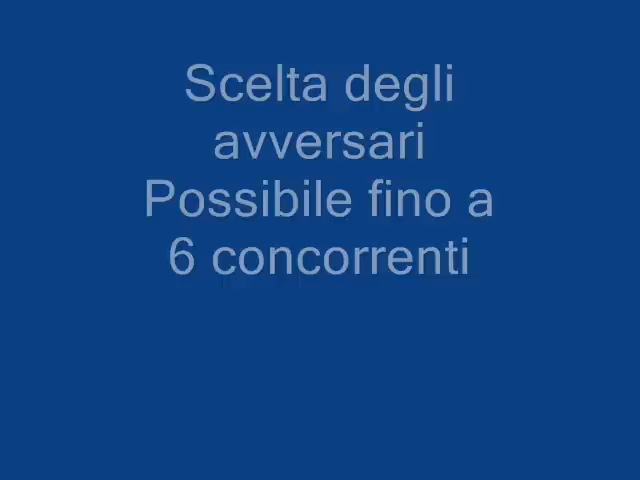 Scelta degli
avversari
Possibile fino a
6 concorrenti